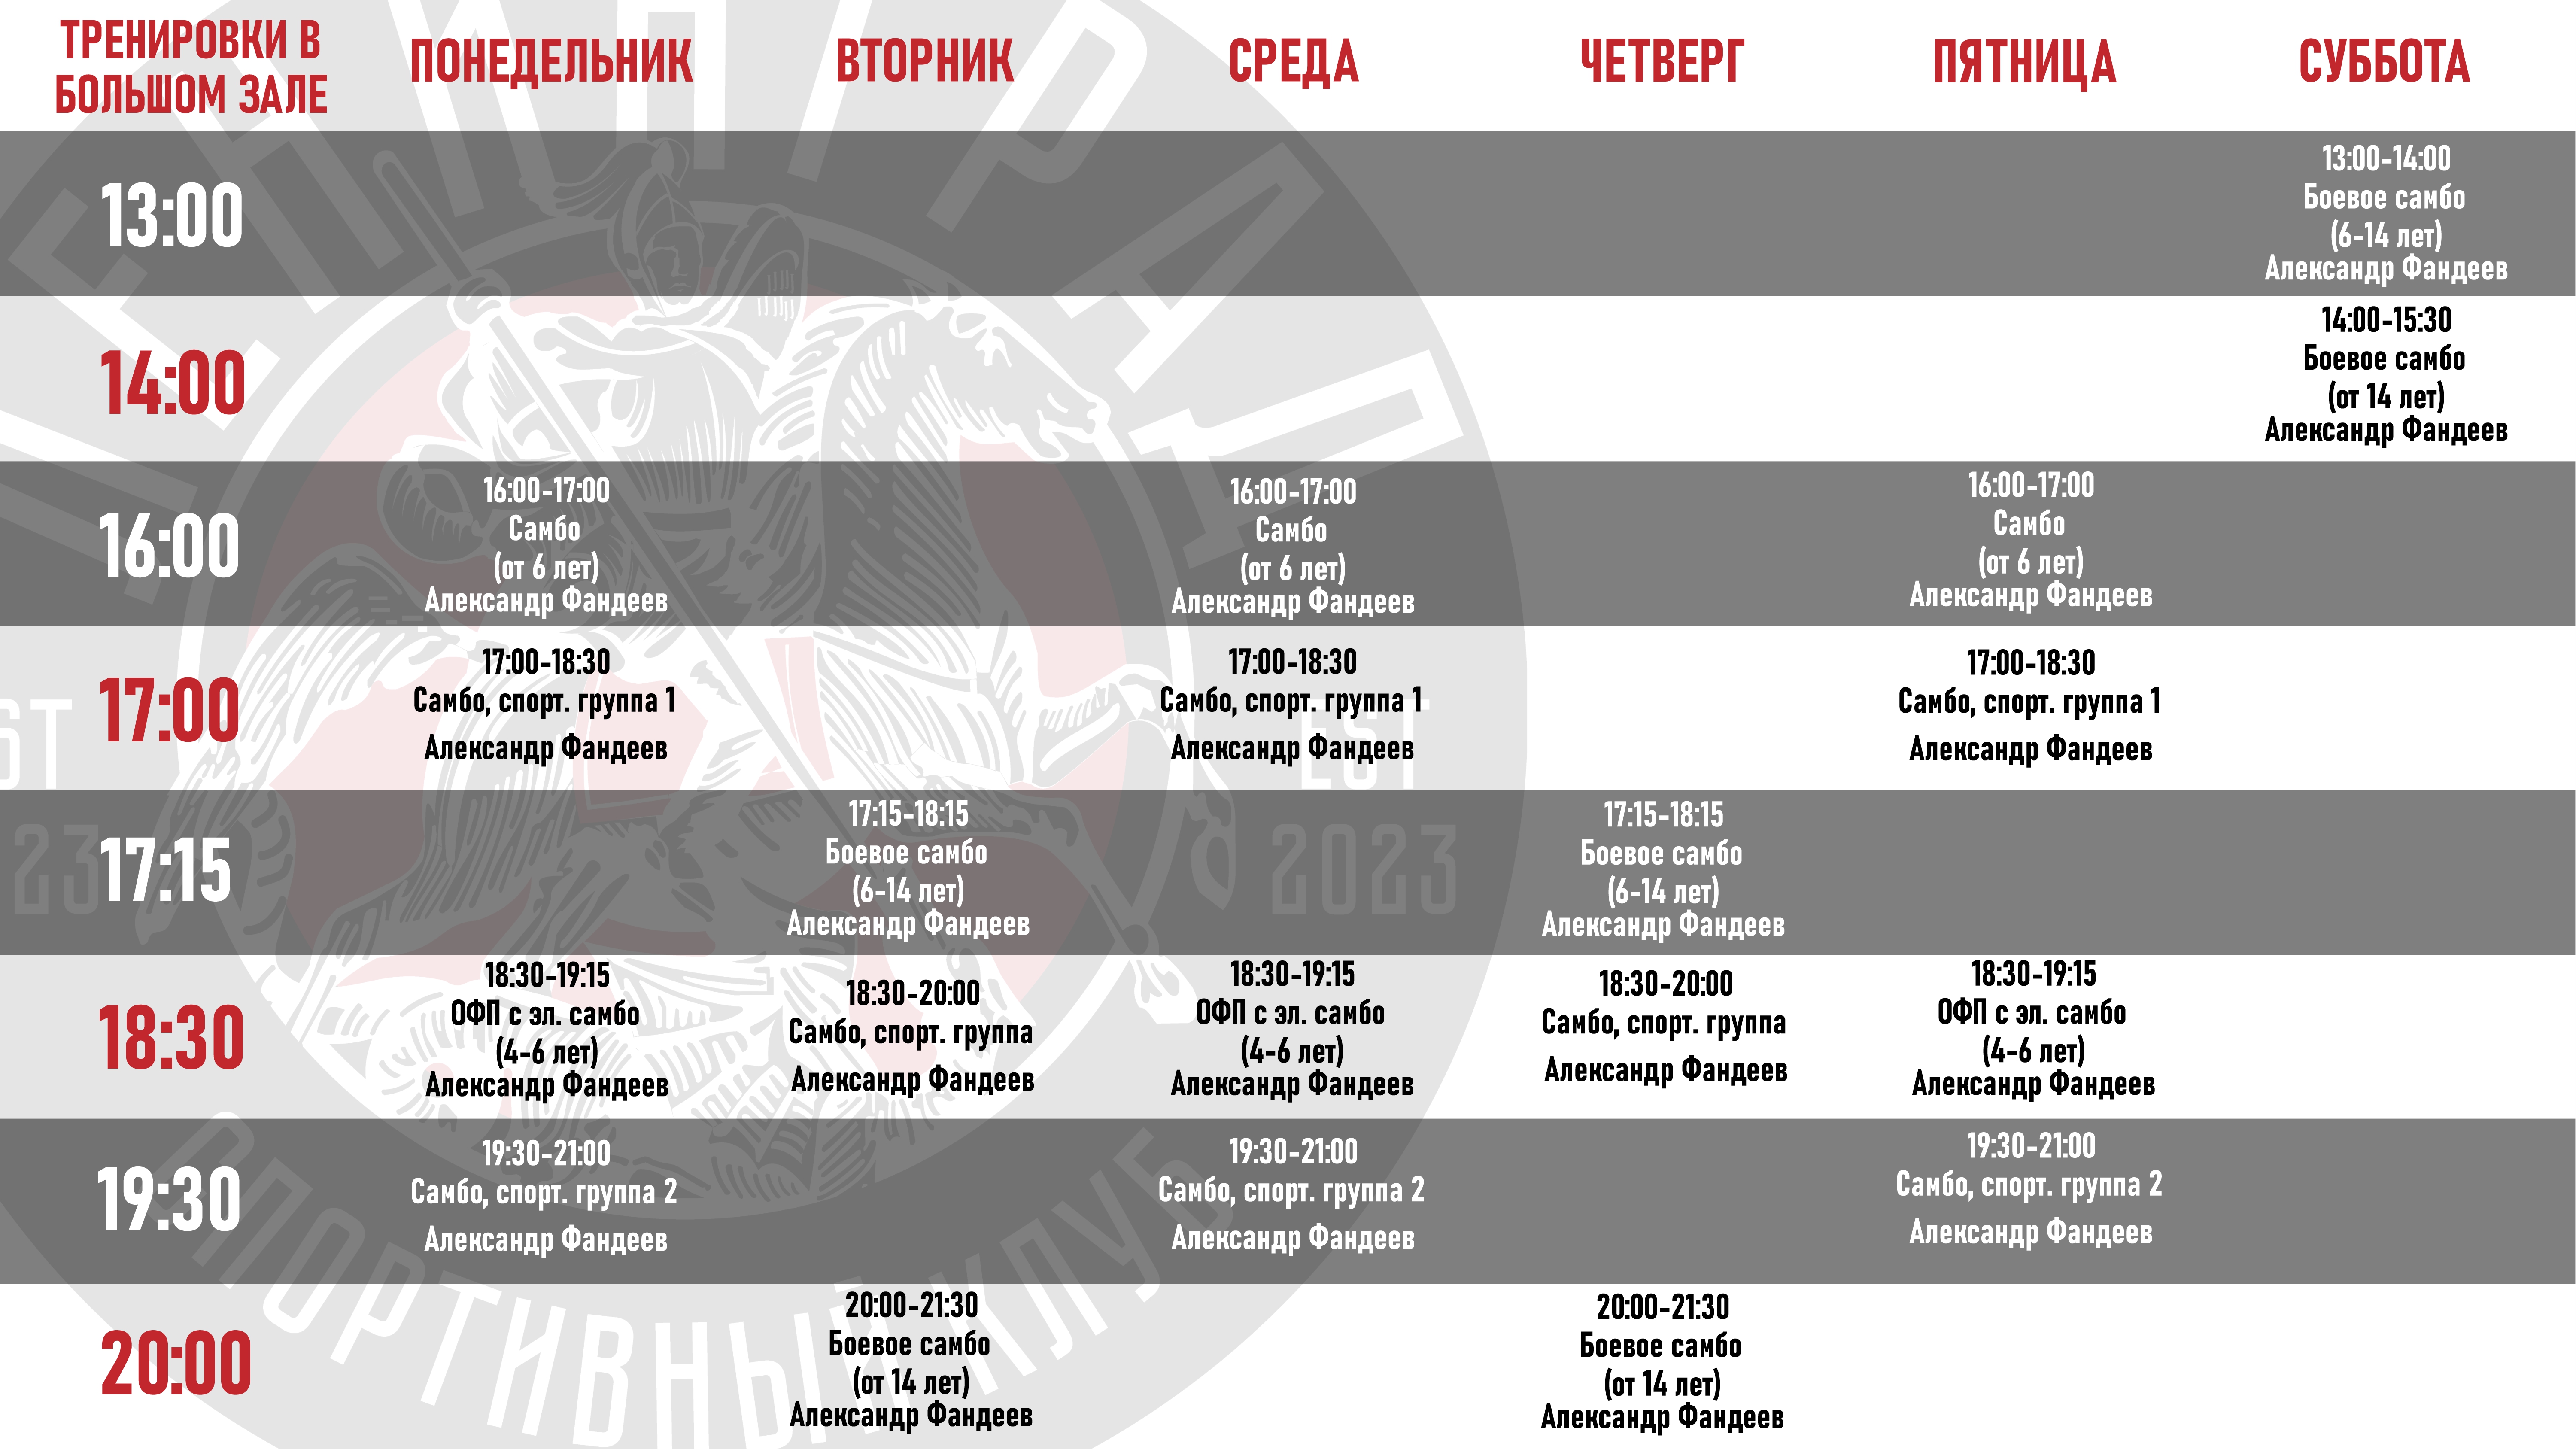 ТРЕНИРОВКИ В
БОЛЬШОМ ЗАЛЕ
ПОНЕДЕЛЬНИК
ВТОРНИК
СРЕДА
ЧЕТВЕРГ
ПЯТНИЦА
СУББОТА
13:00
13:00-14:00
Боевое самбо
(6-14 лет)
Александр Фандеев
14:00
14:00-15:30
Боевое самбо
(от 14 лет)
Александр Фандеев
16:00
16:00-17:00
Самбо
(от 6 лет)
Александр Фандеев
16:00-17:00
Самбо
(от 6 лет)
Александр Фандеев
16:00-17:00
Самбо
(от 6 лет)
Александр Фандеев
17:00
17:00-18:30
Самбо, спорт. группа 1
Александр Фандеев
17:00-18:30
Самбо, спорт. группа 1
Александр Фандеев
17:00-18:30
Самбо, спорт. группа 1
Александр Фандеев
17:15
17:15-18:15
Боевое самбо
(6-14 лет)
Александр Фандеев
17:15-18:15
Боевое самбо
(6-14 лет)
Александр Фандеев
18:30
18:30-19:15
ОФП с эл. самбо
(4-6 лет)
Александр Фандеев
18:30-20:00
Самбо, спорт. группа
Александр Фандеев
18:30-19:15
ОФП с эл. самбо
(4-6 лет)
Александр Фандеев
18:30-20:00
Самбо, спорт. группа
Александр Фандеев
18:30-19:15
ОФП с эл. самбо
(4-6 лет)
Александр Фандеев
19:30
19:30-21:00
Самбо, спорт. группа 2
Александр Фандеев
19:30-21:00
Самбо, спорт. группа 2
Александр Фандеев
19:30-21:00
Самбо, спорт. группа 2
Александр Фандеев
20:00
20:00-21:30
Боевое самбо
(от 14 лет)
Александр Фандеев
20:00-21:30
Боевое самбо
(от 14 лет)
Александр Фандеев
EST
2023
СПОРТИВНЫЙ КЛУБ